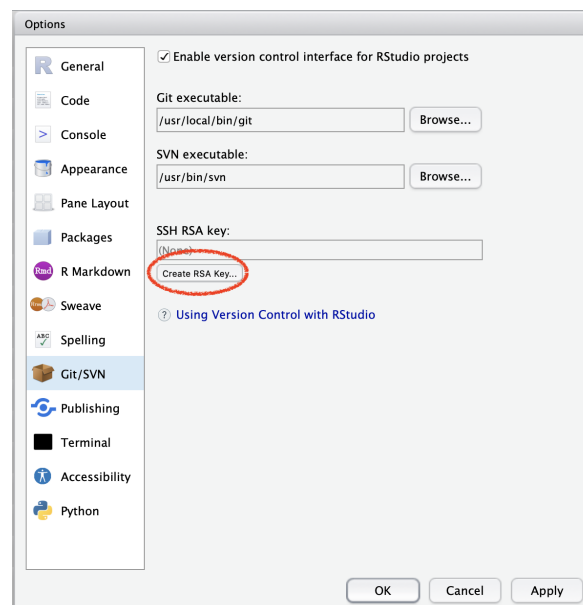 Options
General
Code
Console
Appearance
Pane Layout
Packages
Rmd R Markdown
Sweave
ABC Spelling
Git/SVN
Publishing
Terminal
Accessibility
Python
Enable version control interface for RStudio projects
Git executable:
/usr/local/bin/git Browse...
SVN executable:
/usr/bin/svn Browse...
SSH RSA key:
(None)
Create RSA Key...
? Using Version Control with RStudio
OK Cancel Apply